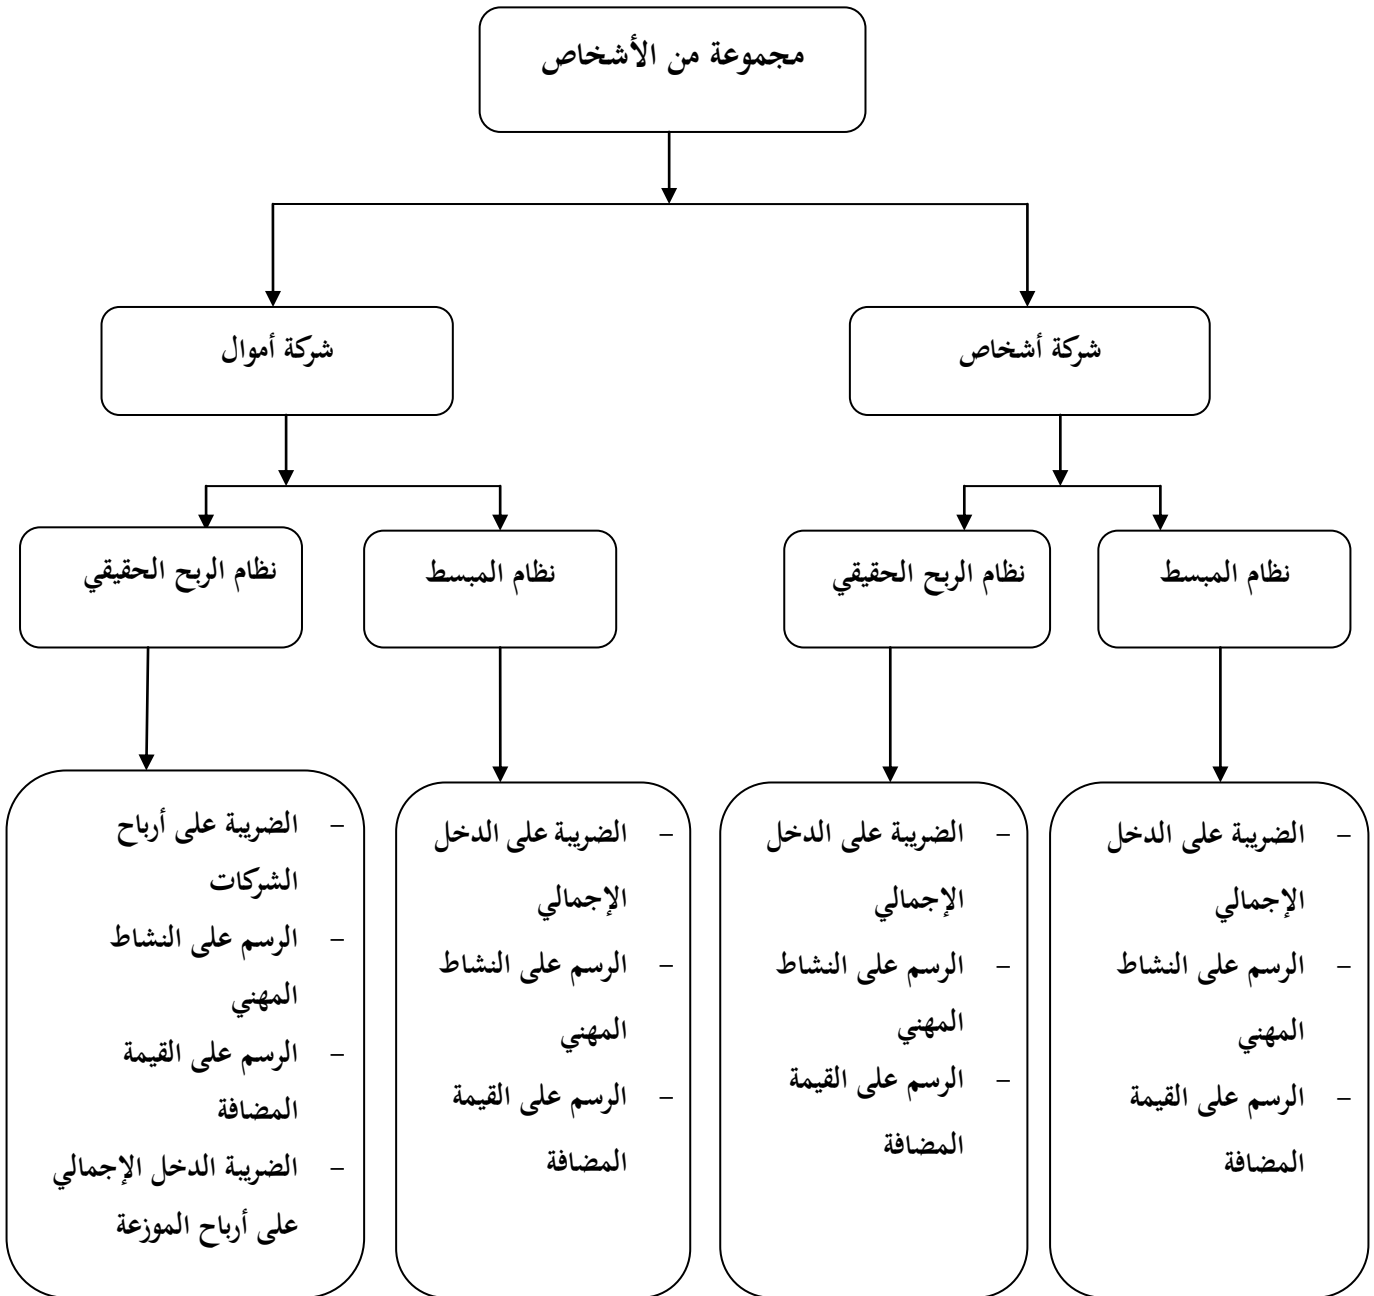 مجموعة من الأشخاص
شركة أشخاص
شركة أموال
نظام المبسط
نظام الربح الحقيقي
نظام المبسط
نظام الربح الحقيقي
- الضريبة على الدخل
الإجمالي
- الرسم على النشاط
المهني
- الرسم على القيمة
المضافة
- الضريبة على الدخل
الإجمالي
- الرسم على النشاط
المهني
- الرسم على القيمة
المضافة
- الضريبة على الدخل
الإجمالي
- الرسم على النشاط
المهني
- الرسم على القيمة
المضافة
- الضريبة على أرباح
الشركات
- الرسم على النشاط
المهني
- الرسم على القيمة
المضافة
- الضريبة الدخل الإجمالي
على أرباح الموزعة